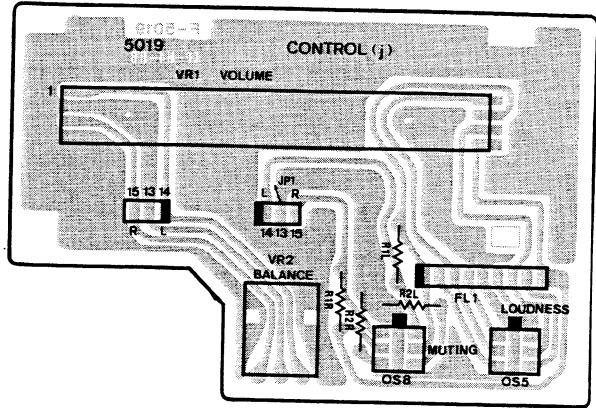 F-5019
5019
CONTROL (j)
VR1 VOLUME
1
15 13 14
R L
JP1
L R
14 13 15
VR2
BALANCE
R1R
R2R
R1L
R2L
FL1
LOUDNESS
MUTING
OS8
OS5